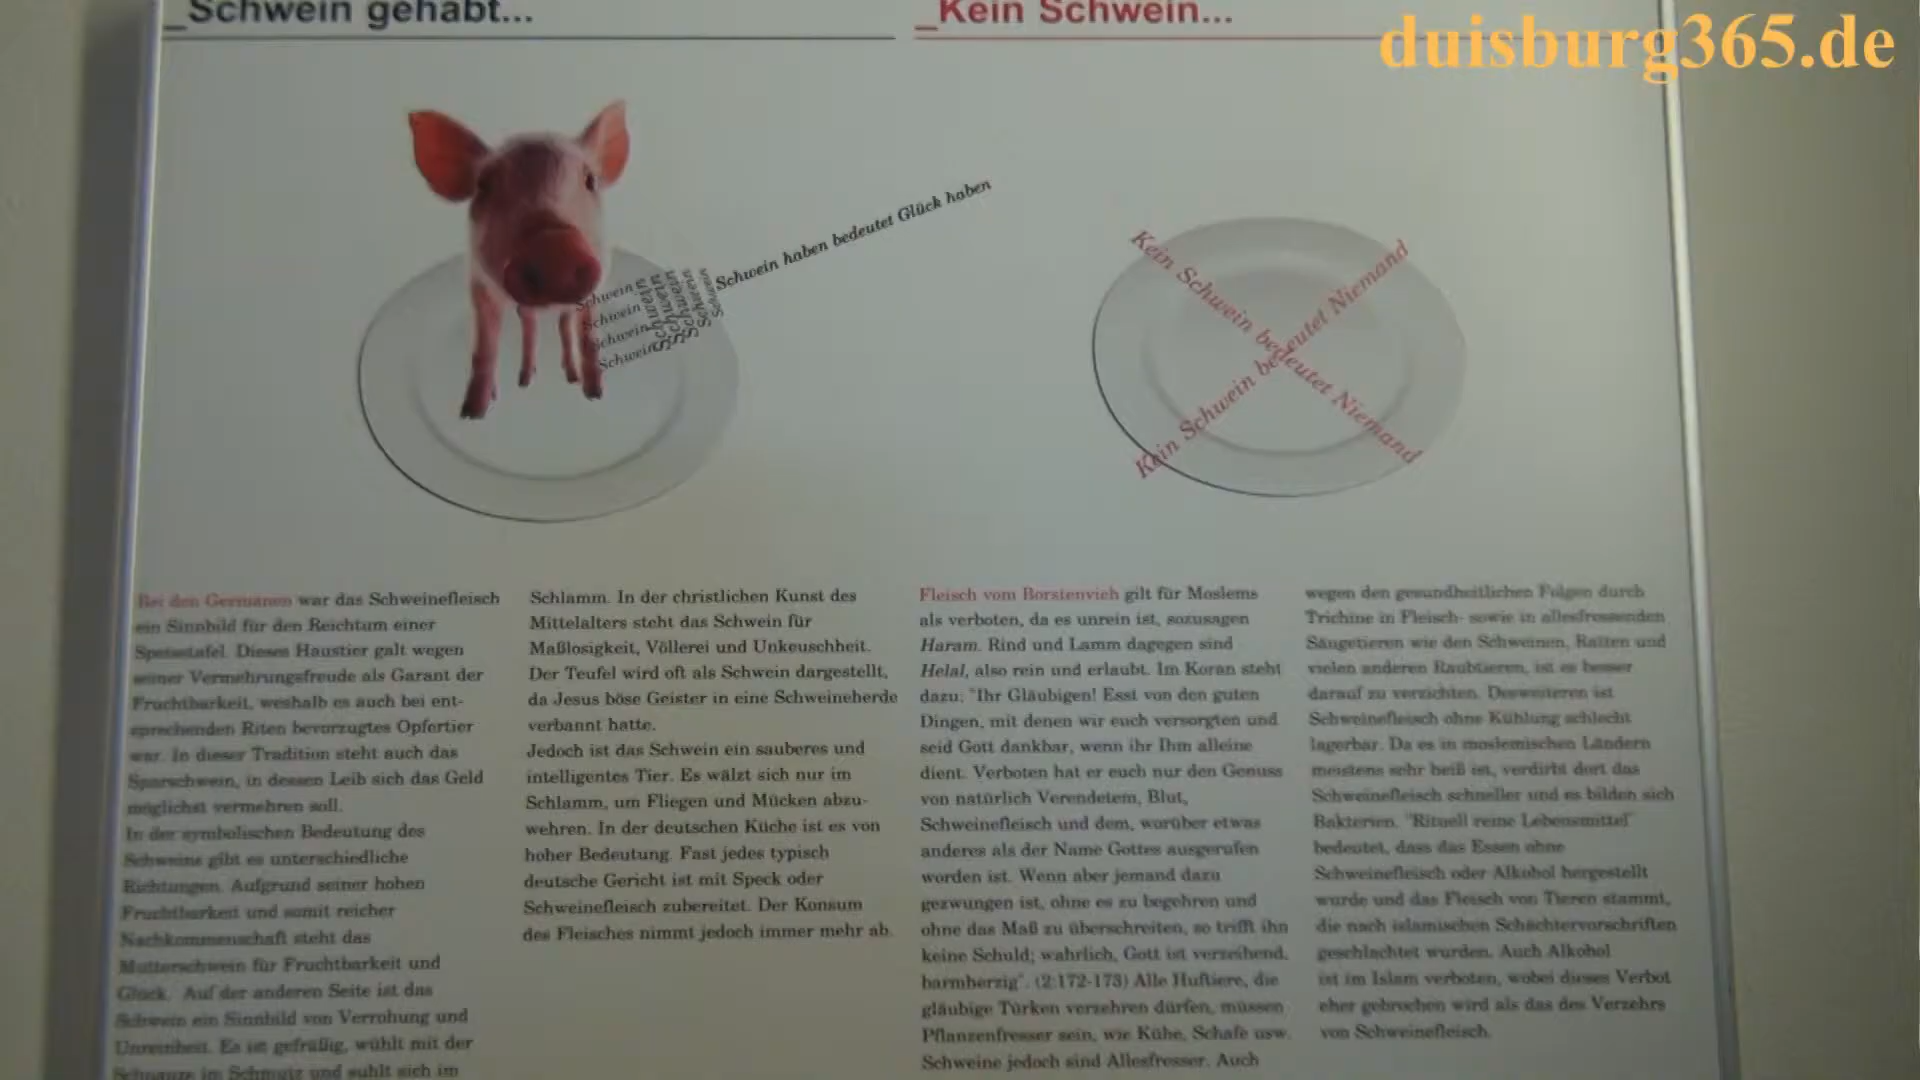 _Schwein gehabt...
_Kein Schwein...
duisburg365.de
Schwein haben bedeutet Glück haben
Schwein
Schwein
Schwein
Schwein
Schwein
Schwein
Schwein
Schwein
Kein Schwein bedeutet Niemand
Kein Schwein bedeutet Niemand
Bei den Germanen war das Schweinefleisch
ein Sinnbild für den Reichtum einer
Speisetafel. Dieses Haustier galt wegen
seiner Vermehrungsfreude als Garant der
Fruchtbarkeit, weshalb es auch bei ent-
sprechenden Riten bevorzugtes Opfertier
war. In dieser Tradition steht auch das
Sparschwein, in dessen Leib sich das Geld
möglichst vermehren soll.
In der symbolischen Bedeutung des
Schweins gibt es unterschiedliche
Richtungen. Aufgrund seiner hohen
Fruchtbarkeit und somit reicher
Nachkommenschaft steht das
Mutterschwein für Fruchtbarkeit und
Glück. Auf der anderen Seite ist das
Schwein ein Sinnbild von Verrohung und
Unreinheit. Es ist gefräßig, wühlt mit der
Schnauze im Schmutz und suhlt sich im
Schlamm. In der christlichen Kunst des
Mittelalters steht das Schwein für
Maßlosigkeit, Völlerei und Unkeuschheit.
Der Teufel wird oft als Schwein dargestellt,
da Jesus böse Geister in eine Schweineherde
verbannt hatte.
Jedoch ist das Schwein ein sauberes und
intelligentes Tier. Es wälzt sich nur im
Schlamm, um Fliegen und Mücken abzu-
wehren. In der deutschen Küche ist es von
hoher Bedeutung. Fast jedes typisch
deutsche Gericht ist mit Speck oder
Schweinefleisch zubereitet. Der Konsum
des Fleisches nimmt jedoch immer mehr ab.
Fleisch vom Borstenvieh gilt für Moslems
als verboten, da es unrein ist, sozusagen
Haram. Rind und Lamm dagegen sind
Helal, also rein und erlaubt. Im Koran steht
dazu: "Ihr Gläubigen! Esst von den guten
Dingen, mit denen wir euch versorgten und
seid Gott dankbar, wenn ihr Ihm alleine
dient. Verboten hat er euch nur den Genuss
von natürlich Verendetem, Blut,
Schweinefleisch und dem, worüber etwas
anderes als der Name Gottes ausgerufen
worden ist. Wenn aber jemand dazu
gezwungen ist, ohne es zu begehren und
ohne das Maß zu überschreiten, so trifft ihn
keine Schuld; wahrlich, Gott ist verzeihend,
barmherzig". (2:172-173) Alle Huftiere, die
gläubige Türken verzehren dürfen, müssen
Pflanzenfresser sein, wie Kühe, Schafe usw.
Schweine jedoch sind Allesfresser. Auch
wegen den gesundheitlichen Folgen durch
Trichine in Fleisch- sowie in allesfressenden
Säugetieren wie den Schweinen, Ratten und
vielen anderen Raubtieren, ist es besser
darauf zu verzichten. Desweiteren ist
Schweinefleisch ohne Kühlung schlecht
lagerbar. Da es in moslemischen Ländern
meistens sehr heiß ist, verdirbt dort das
Schweinefleisch schneller und es bilden sich
Bakterien. "Rituell reine Lebensmittel"
bedeutet, dass das Essen ohne
Schweinefleisch oder Alkohol hergestellt
wurde und das Fleisch von Tieren stammt,
die nach islamischen Schächtervorschriften
geschlachtet wurden. Auch Alkohol
ist im Islam verboten, wobei dieses Verbot
eher gebrochen wird als das des Verzehrs
von Schweinefleisch.